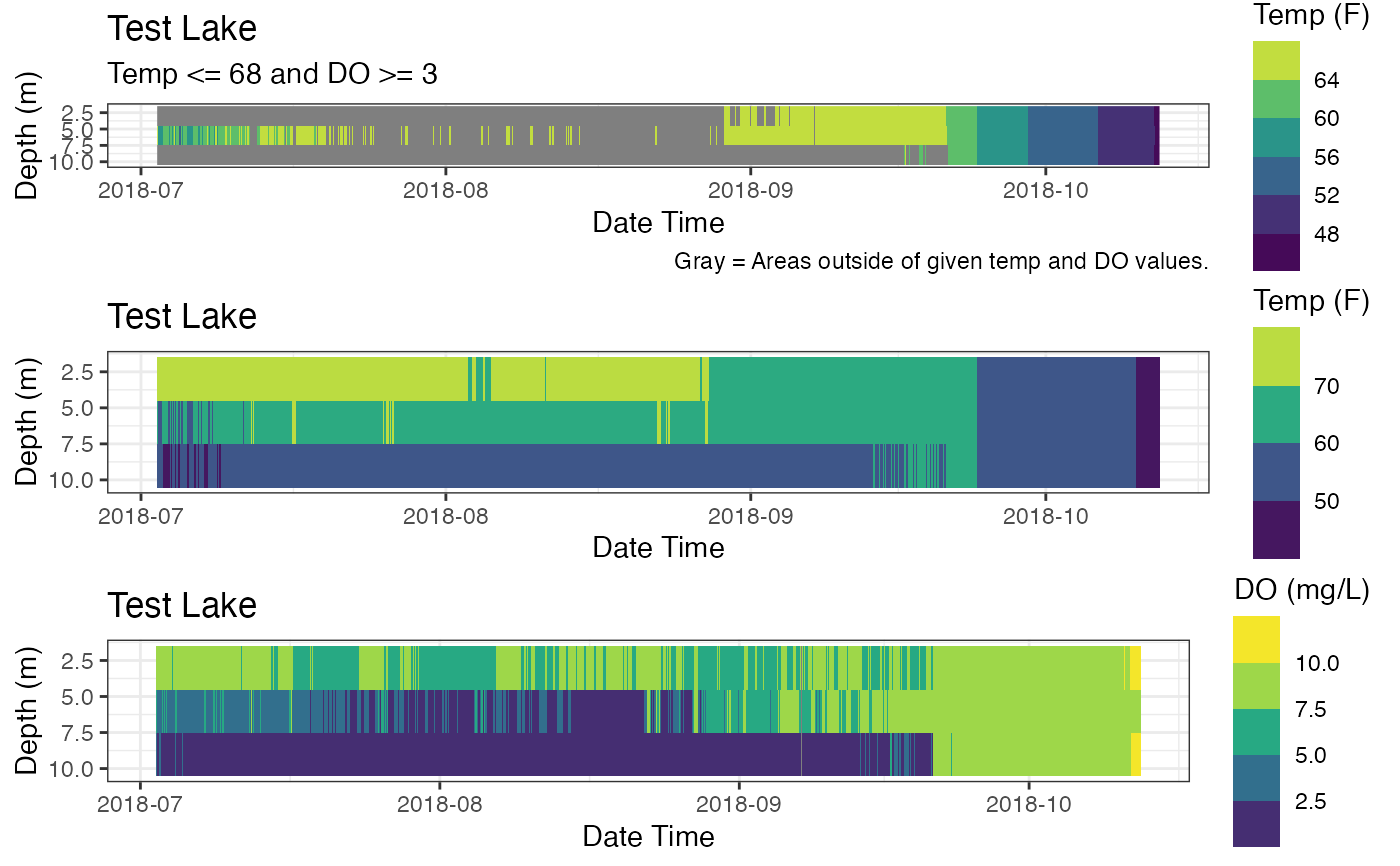 Test Lake
Temp <= 68 and DO >= 3
Depth (m)
2.5
5.0
7.5
10.0
2018-07 2018-08 2018-09 2018-10
Date Time
Gray = Areas outside of given temp and DO values.
Temp (F)
64
60
56
52
48
Test Lake
Depth (m)
2.5
5.0
7.5
10.0
2018-07 2018-08 2018-09 2018-10
Date Time
Temp (F)
70
60
50
Test Lake
Depth (m)
2.5
5.0
7.5
10.0
2018-07 2018-08 2018-09 2018-10
Date Time
DO (mg/L)
10.0
7.5
5.0
2.5